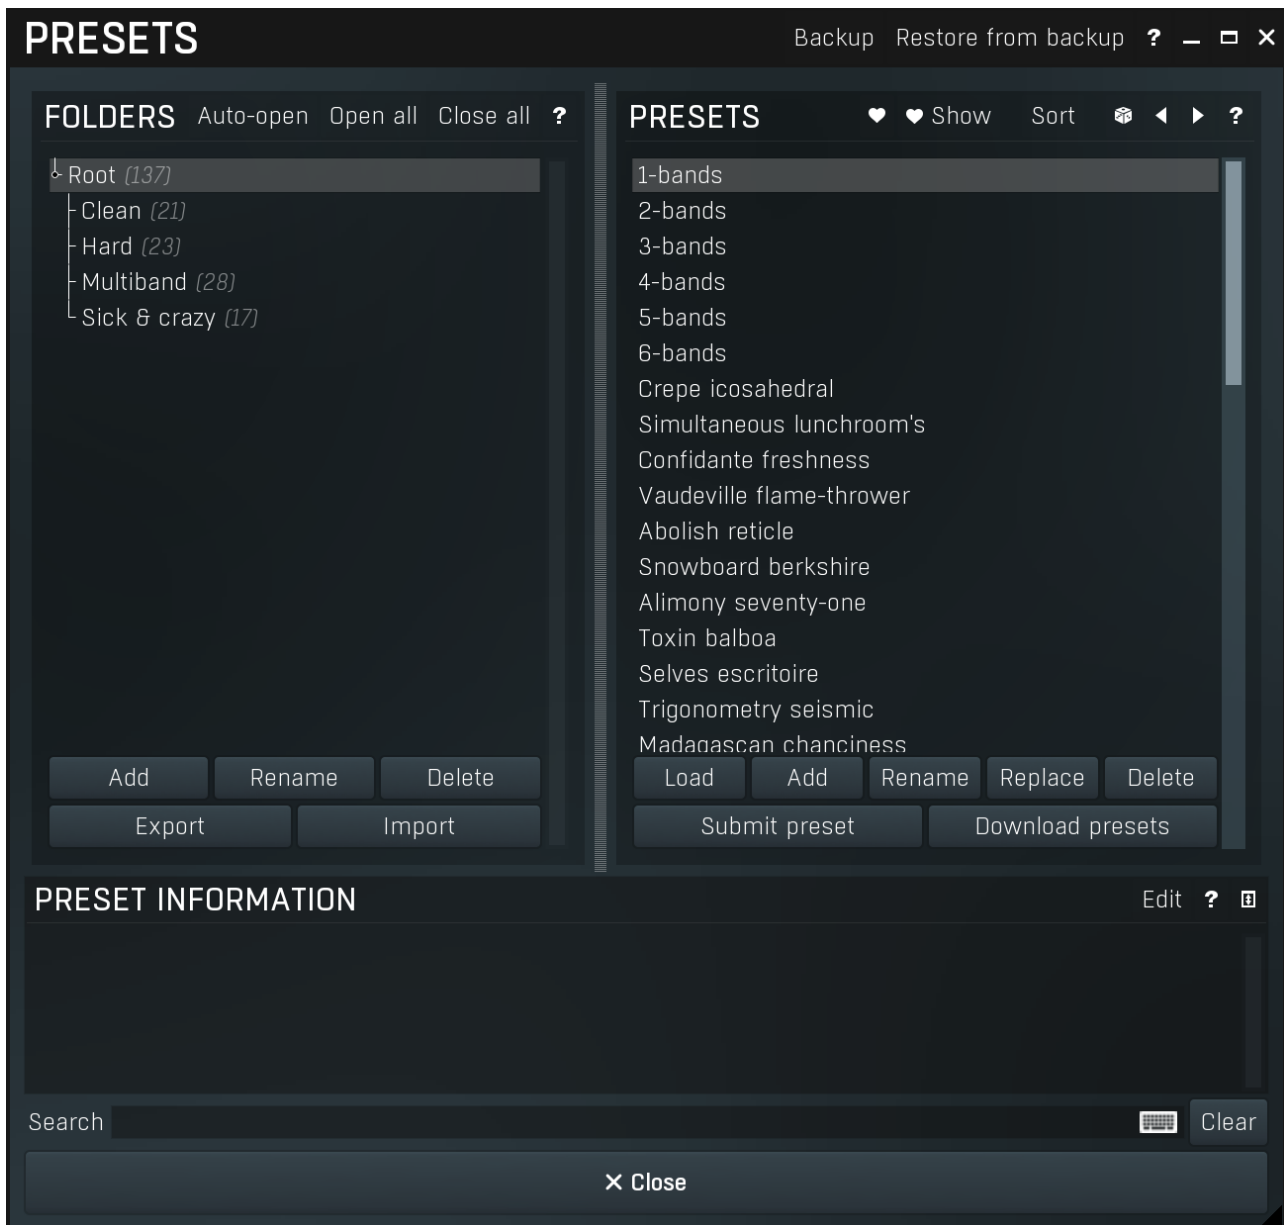 PRESETS Backup Restore from backup ?
FOLDERS Auto-open Open all Close all ?
Root (137)
Clean (21)
Hard (23)
Multiband (28)
Sick & crazy (17)
Add Rename Delete
Export Import
PRESETS Show Sort ?
1-bands
2-bands
3-bands
4-bands
5-bands
6-bands
Crepe icosahedral
Simultaneous lunchroom's
Confidante freshness
Vaudeville flame-thrower
Abolish reticle
Snowboard berkshire
Alimony seventy-one
Toxin balboa
Selves escritoire
Trigonometry seismic
Madagascan chanciness
Load Add Rename Replace Delete
Submit preset Download presets
PRESET INFORMATION Edit ?
Search Clear
Close